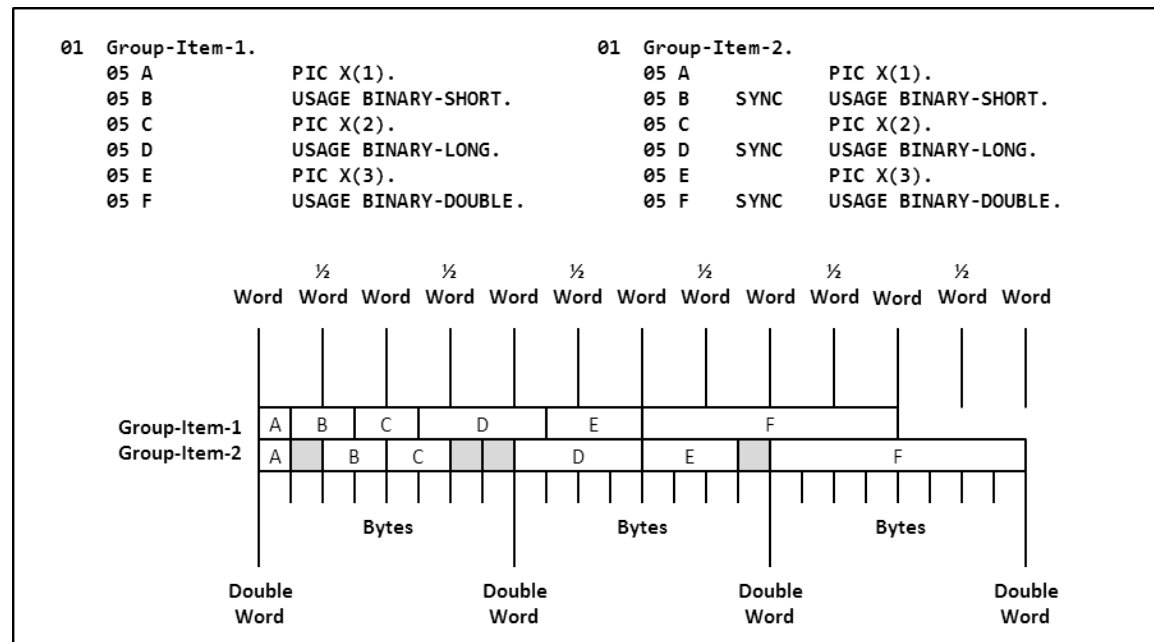 01 Group-Item-1.
05 A PIC X(1).
05 B USAGE BINARY-SHORT.
05 C PIC X(2).
05 D USAGE BINARY-LONG.
05 E PIC X(3).
05 F USAGE BINARY-DOUBLE.
01 Group-Item-2.
05 A PIC X(1).
05 B SYNC USAGE BINARY-SHORT.
05 C PIC X(2).
05 D SYNC USAGE BINARY-LONG.
05 E PIC X(3).
05 F SYNC USAGE BINARY-DOUBLE.
½ ½ ½ ½ ½ ½
Word Word Word Word Word Word Word Word Word Word Word Word Word
Group-Item-1 A B C D E F
Group-Item-2 A B C D E F
Bytes Bytes Bytes
Double Double Double Double
Word Word Word Word